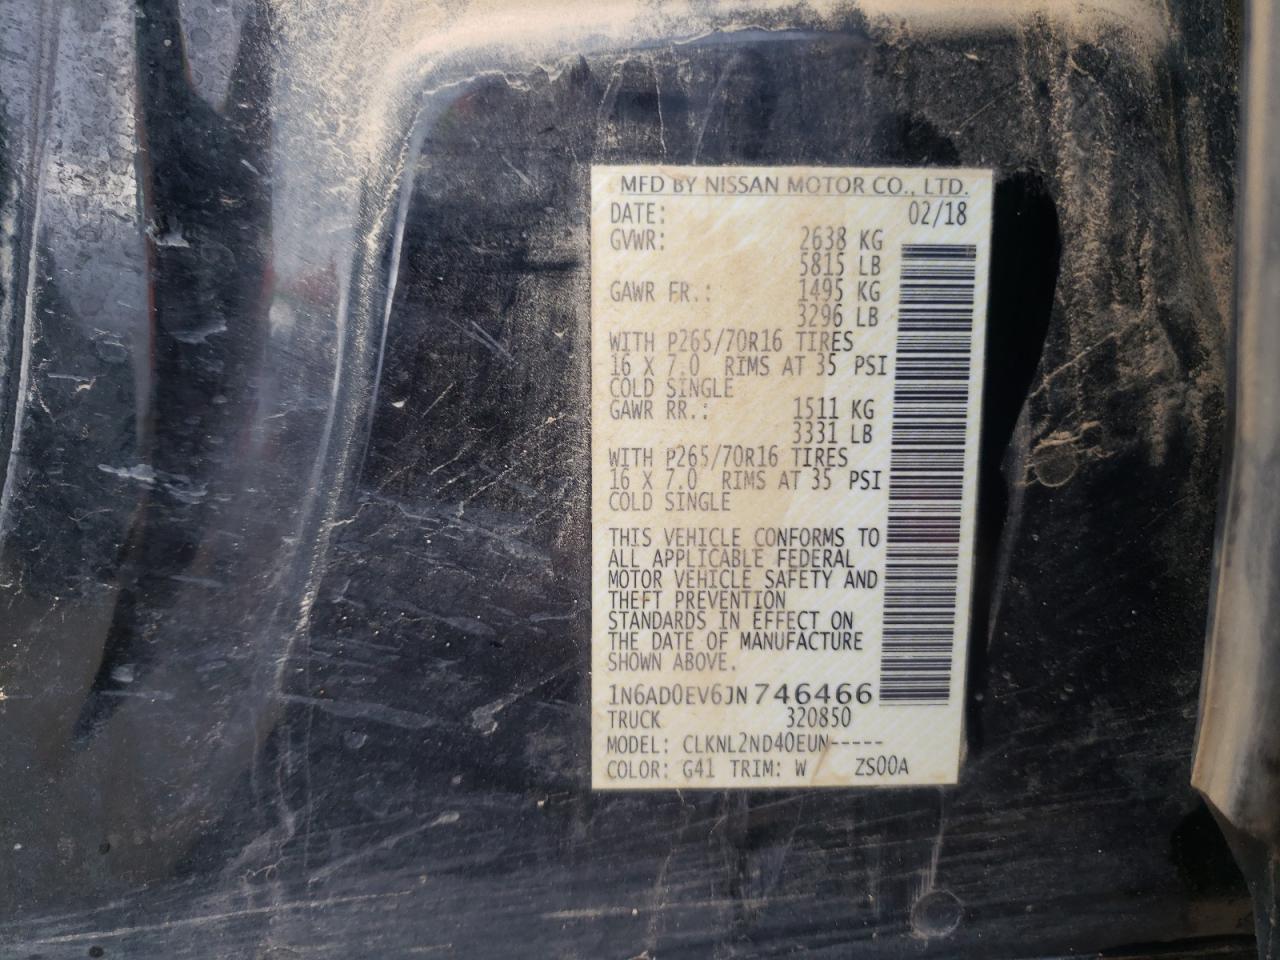 MFD BY NISSAN MOTOR CO., LTD.
DATE: 02/18
GVWR: 2638 KG
5815 LB
GAWR FR.: 1495 KG
3296 LB
WITH P265/70R16 TIRES
16 X 7.0 RIMS AT 35 PSI
COLD SINGLE
GAWR RR.: 1511 KG
3331 LB
WITH P265/70R16 TIRES
16 X 7.0 RIMS AT 35 PSI
COLD SINGLE
THIS VEHICLE CONFORMS TO
ALL APPLICABLE FEDERAL
MOTOR VEHICLE SAFETY AND
THEFT PREVENTION
STANDARDS IN EFFECT ON
THE DATE OF MANUFACTURE
SHOWN ABOVE.
1N6AD0EV6JN746466
TRUCK 320850
MODEL: CLKNL2ND40EUN-----
COLOR: G41 TRIM: W ZS00A